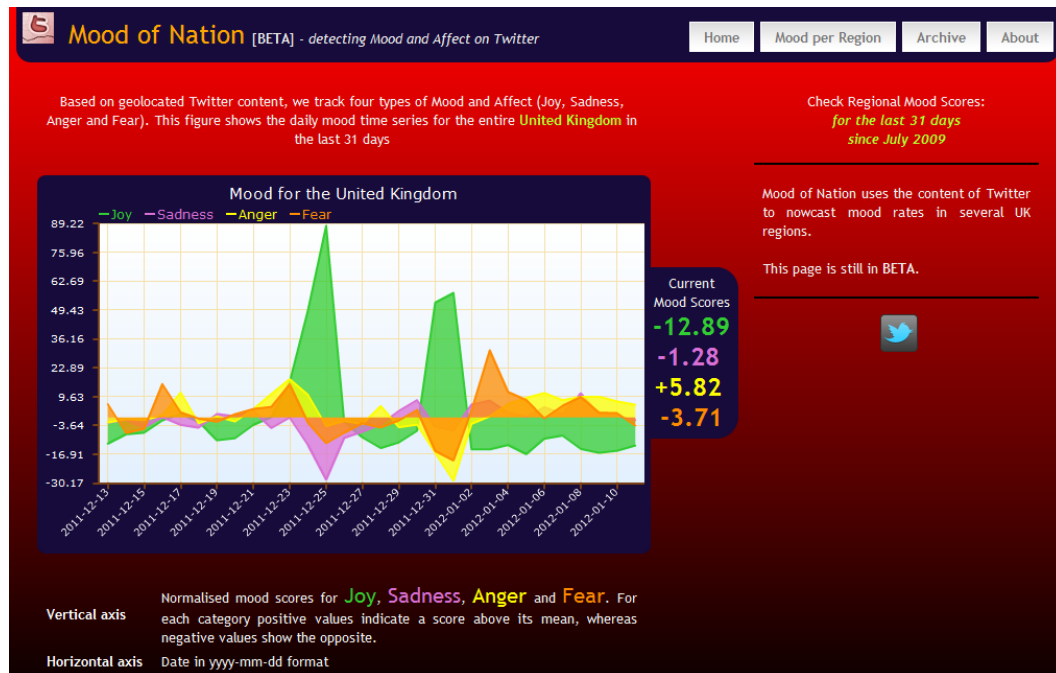 Mood of Nation [BETA] - detecting Mood and Affect on Twitter
Home
Mood per Region
Archive
About
Based on geolocated Twitter content, we track four types of Mood and Affect (Joy, Sadness,
Anger and Fear). This figure shows the daily mood time series for the entire United Kingdom in
the last 31 days
Check Regional Mood Scores:
for the last 31 days
since July 2009
Mood of Nation uses the content of Twitter
to nowcast mood rates in several UK
regions.
This page is still in BETA.
Mood for the United Kingdom
Joy Sadness Anger Fear
89.22
75.96
62.69
49.43
36.16
22.89
9.63
-3.64
-16.91
-30.17
2011-12-13
2011-12-15
2011-12-17
2011-12-19
2011-12-21
2011-12-23
2011-12-25
2011-12-27
2011-12-29
2011-12-31
2012-01-02
2012-01-04
2012-01-06
2012-01-08
2012-01-10
Current
Mood Scores
-12.89
-1.28
+5.82
-3.71
Vertical axis
Normalised mood scores for Joy, Sadness, Anger and Fear. For
each category positive values indicate a score above its mean, whereas
negative values show the opposite.
Horizontal axis
Date in yyyy-mm-dd format